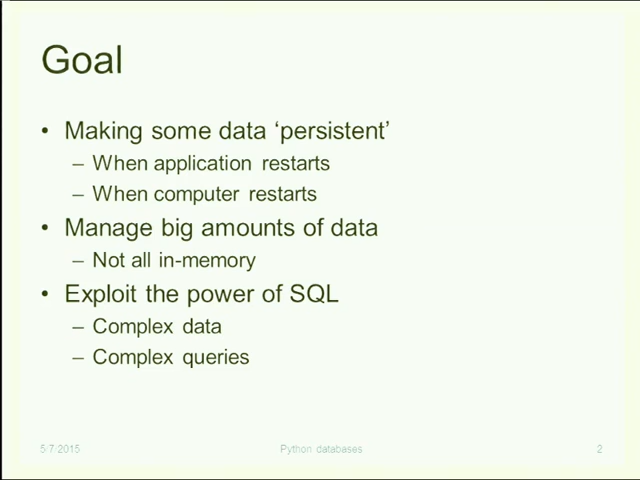 Goal
• Making some data ‘persistent’
– When application restarts
– When computer restarts
• Manage big amounts of data
– Not all in-memory
• Exploit the power of SQL
– Complex data
– Complex queries
5/7/2015 Python databases 2